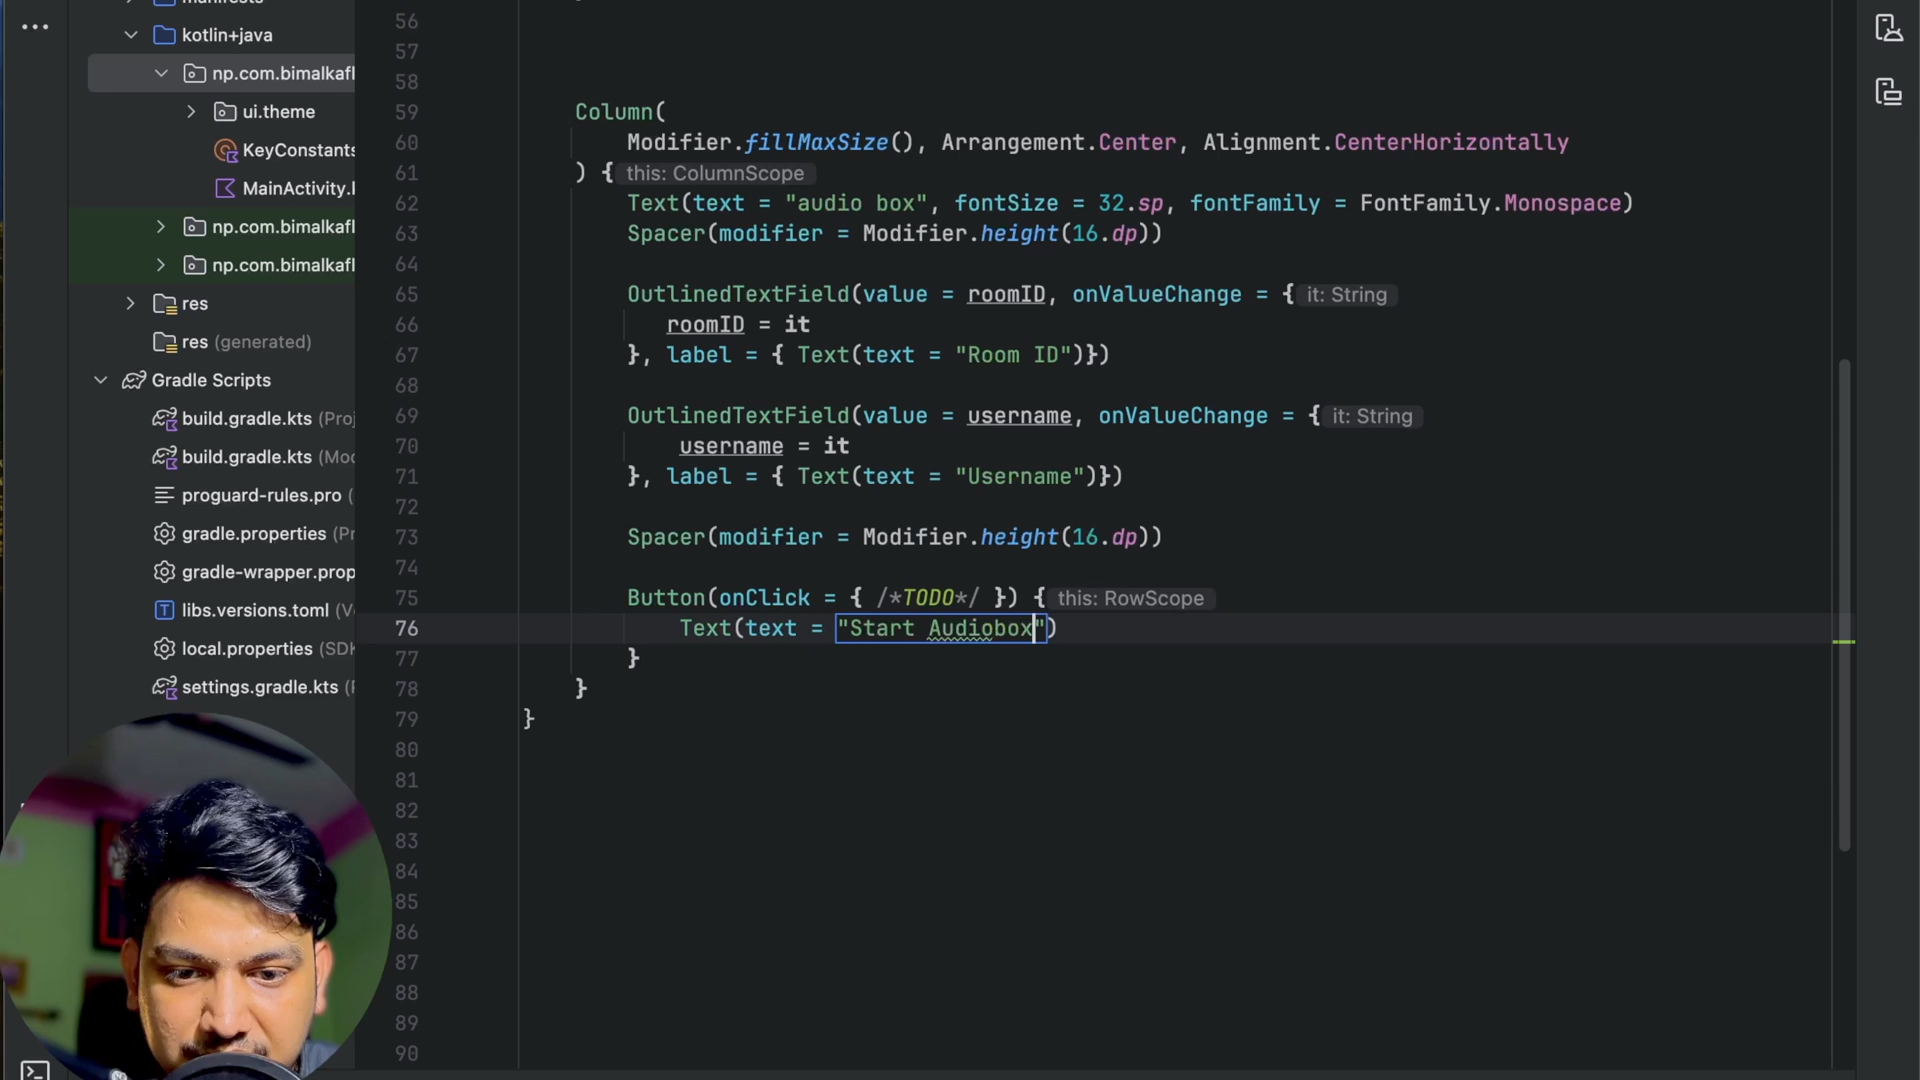 manifests
kotlin+java
np.com.bimalkafl
ui.theme
KeyConstants
MainActivity.
np.com.bimalkafl
np.com.bimalkafl
res
res (generated)
Gradle Scripts
build.gradle.kts (Proj
build.gradle.kts (Mod
proguard-rules.pro (
gradle.properties (Pr
gradle-wrapper.prop
libs.versions.toml (V
local.properties (SDK
settings.gradle.kts (
56
57
58
59 Column(
60 Modifier.fillMaxSize(), Arrangement.Center, Alignment.CenterHorizontally
61 ) { this: ColumnScope
62 Text(text = "audio box", fontSize = 32.sp, fontFamily = FontFamily.Monospace)
63 Spacer(modifier = Modifier.height(16.dp))
64
65 OutlinedTextField(value = roomID, onValueChange = { it: String
66 roomID = it
67 }, label = { Text(text = "Room ID")})
68
69 OutlinedTextField(value = username, onValueChange = { it: String
70 username = it
71 }, label = { Text(text = "Username")})
72
73 Spacer(modifier = Modifier.height(16.dp))
74
75 Button(onClick = { /*TODO*/ }) { this: RowScope
76 Text(text = "Start Audiobox")
77 }
78 }
79 }
80
81
82
83
84
85
86
87
88
89
90